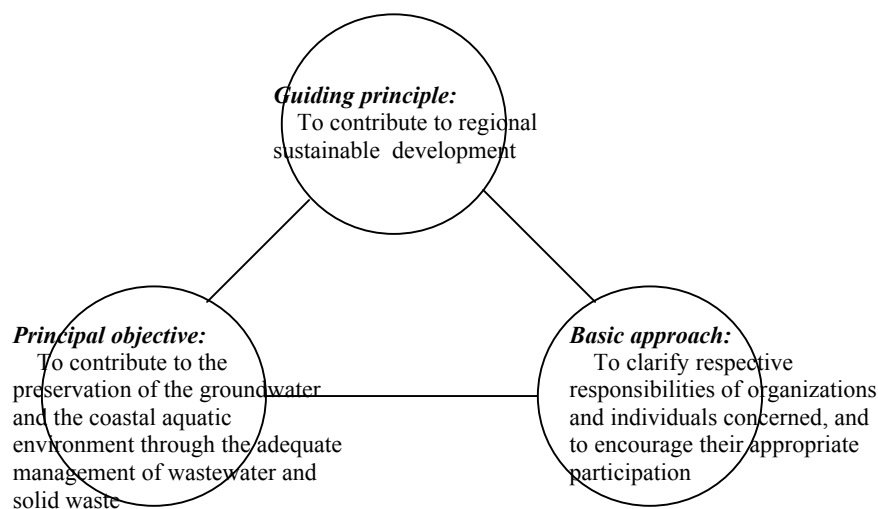 Guiding principle:
To contribute to regional
sustainable development
Principal objective:
To contribute to the
preservation of the groundwater
and the coastal aquatic
environment through the adequate
management of wastewater and
solid waste
Basic approach:
To clarify respective
responsibilities of organizations
and individuals concerned, and
to encourage their appropriate
participation